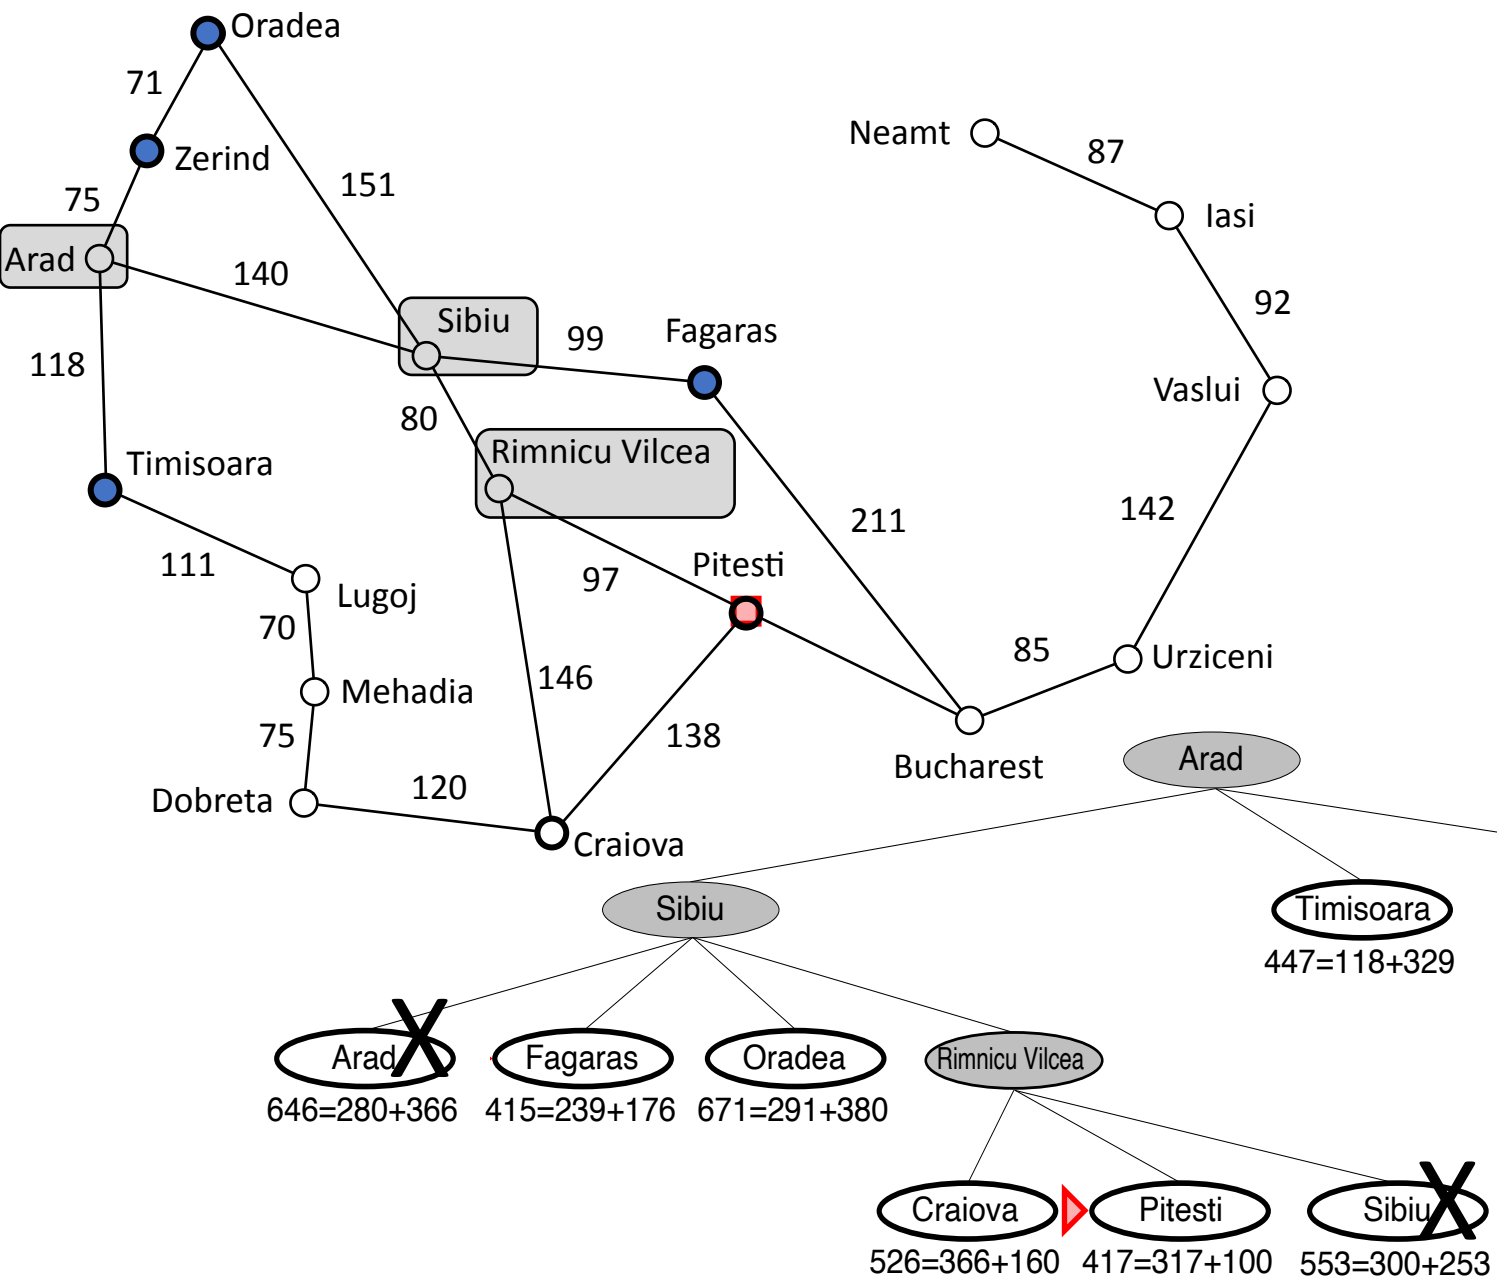 Oradea
71
Neamt
87
Zerind
151
75
Iasi
Arad
140
92
Sibiu
Fagaras
99
118
Vaslui
80
Rimnicu Vilcea
Timisoara
211
142
111
97
Pitesti
Lugoj
70
85
Urziceni
146
Mehadia
75
138
Bucharest
Arad
120
Dobreta
Craiova
Sibiu
Timisoara
447=118+329
Arad
X
Fagaras
Oradea
Rimnicu Vilcea
646=280+366
415=239+176
671=291+380
Craiova
Pitesti
Sibiu
X
526=366+160
417=317+100
553=300+253